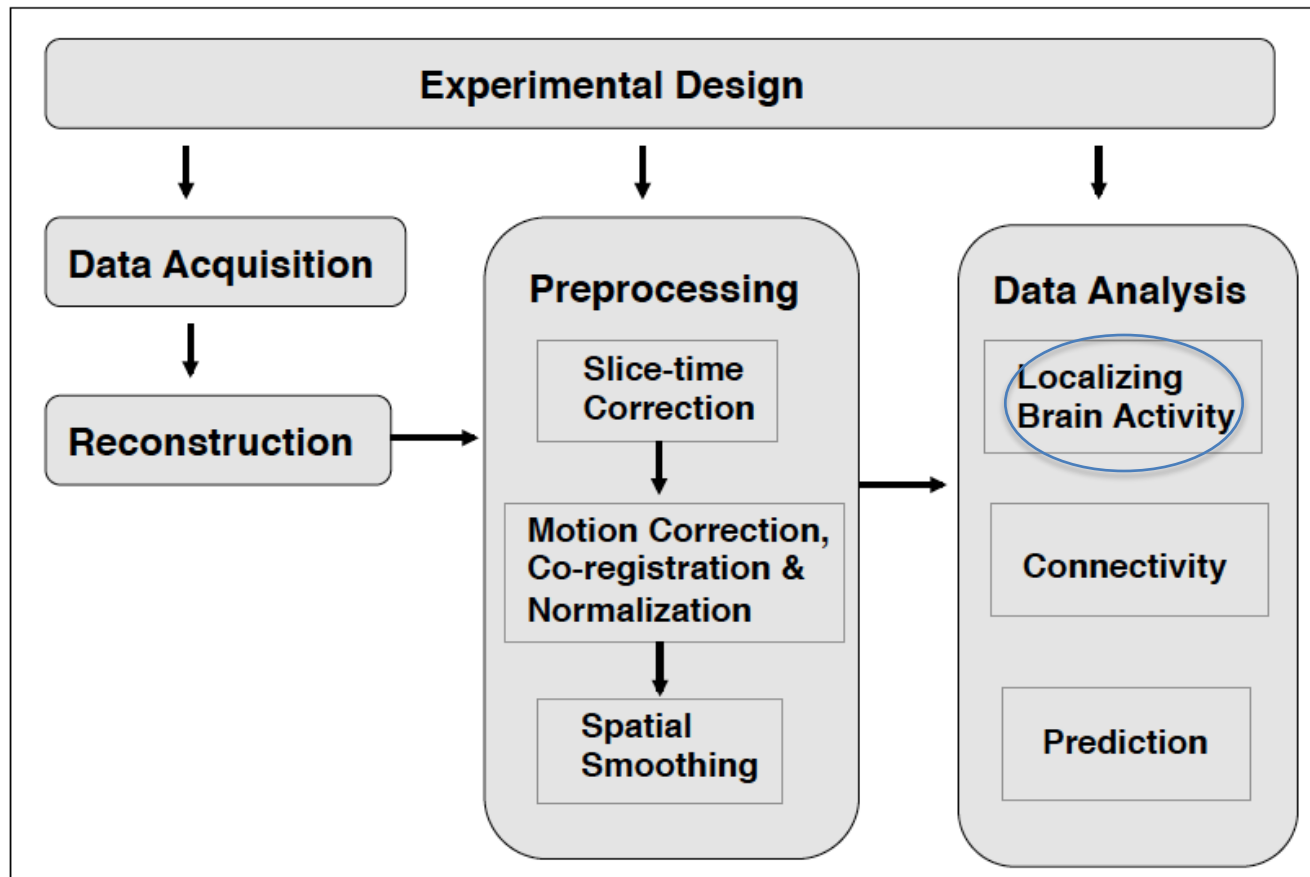 Experimental Design
Data Acquisition
Reconstruction
Preprocessing
Slice-time
Correction
Motion Correction,
Co-registration &
Normalization
Spatial
Smoothing
Data Analysis
Localizing
Brain Activity
Connectivity
Prediction